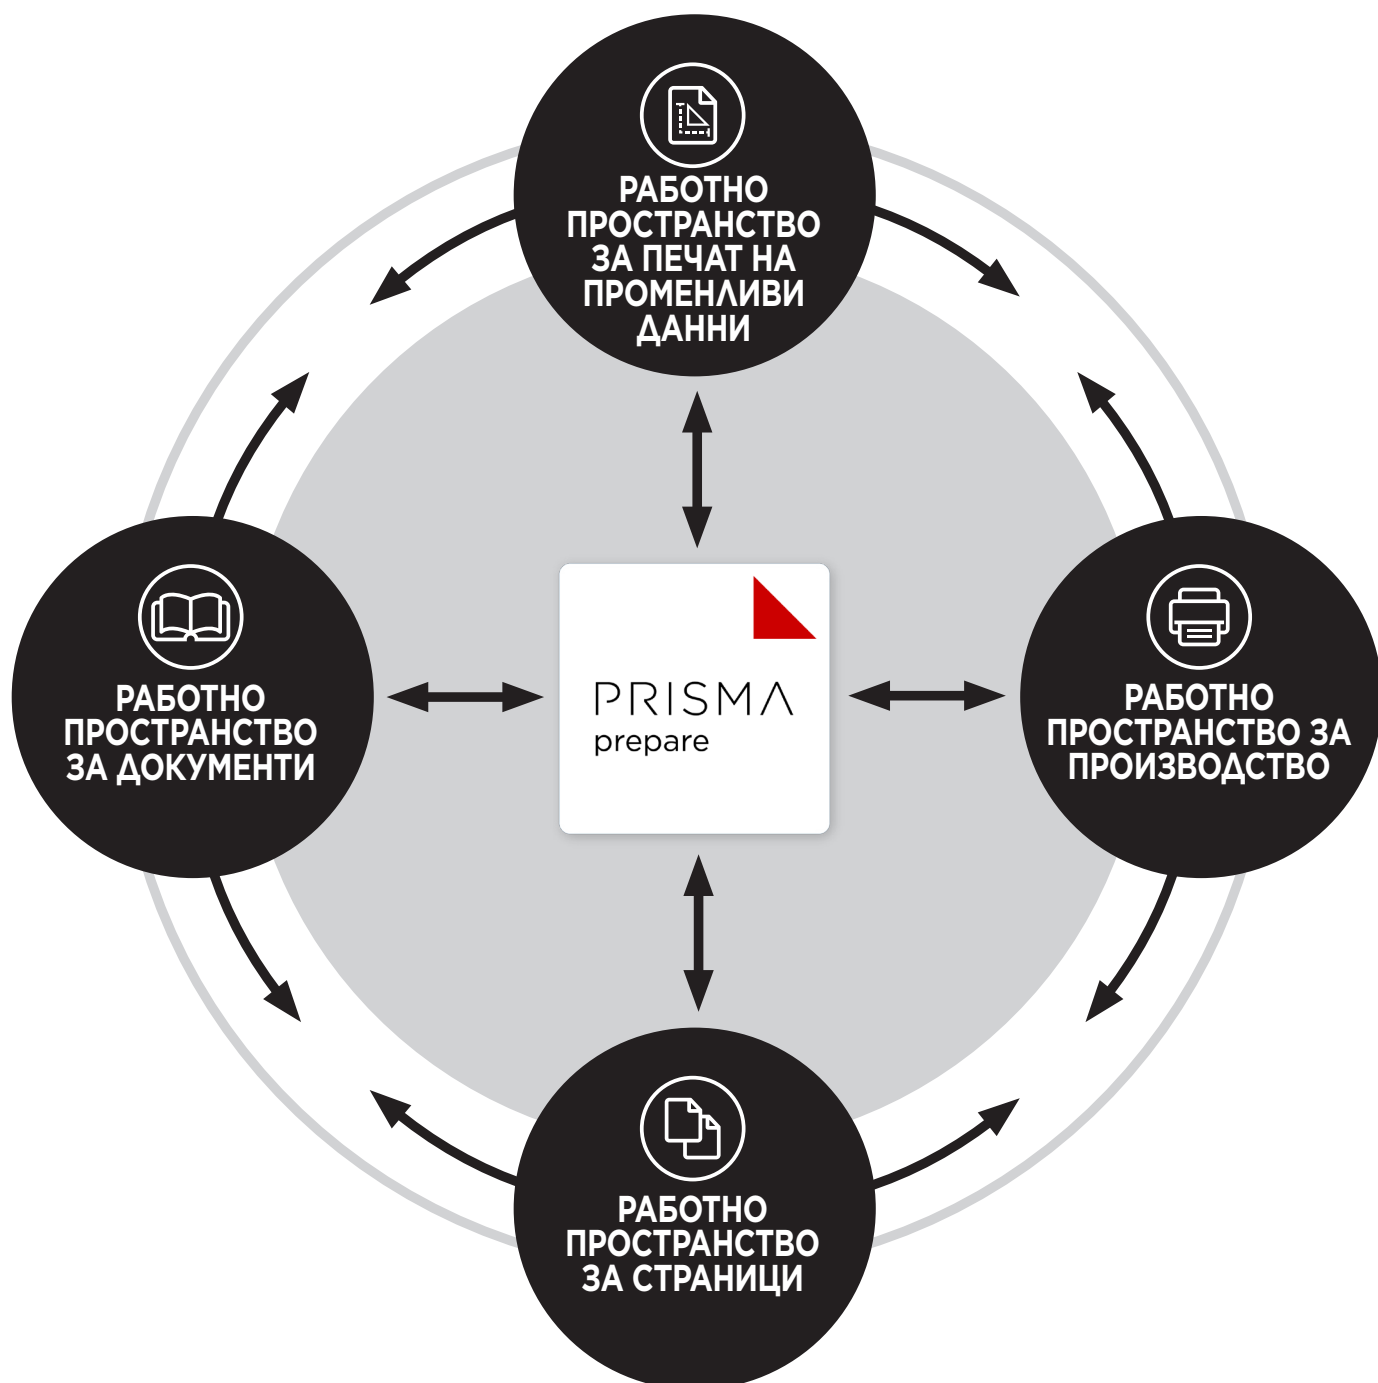 РАБОТНО
ПРОСТРАНСТВО
ЗА ПЕЧАТ НА
ПРОМЕНЛИВИ
ДАННИ
РАБОТНО
ПРОСТРАНСТВО
ЗА ДОКУМЕНТИ
PRISMA
prepare
РАБОТНО
ПРОСТРАНСТВО ЗА
ПРОИЗВОДСТВО
РАБОТНО
ПРОСТРАНСТВО
ЗА СТРАНИЦИ